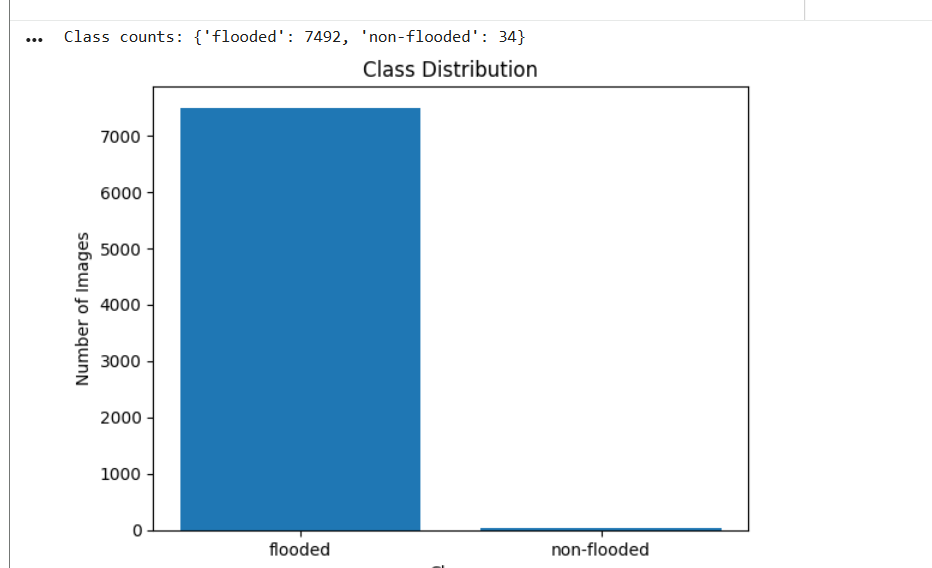 ... Class counts: {'flooded': 7492, 'non-flooded': 34}
Class Distribution
Number of Images
7000
6000
5000
4000
3000
2000
1000
0
flooded non-flooded